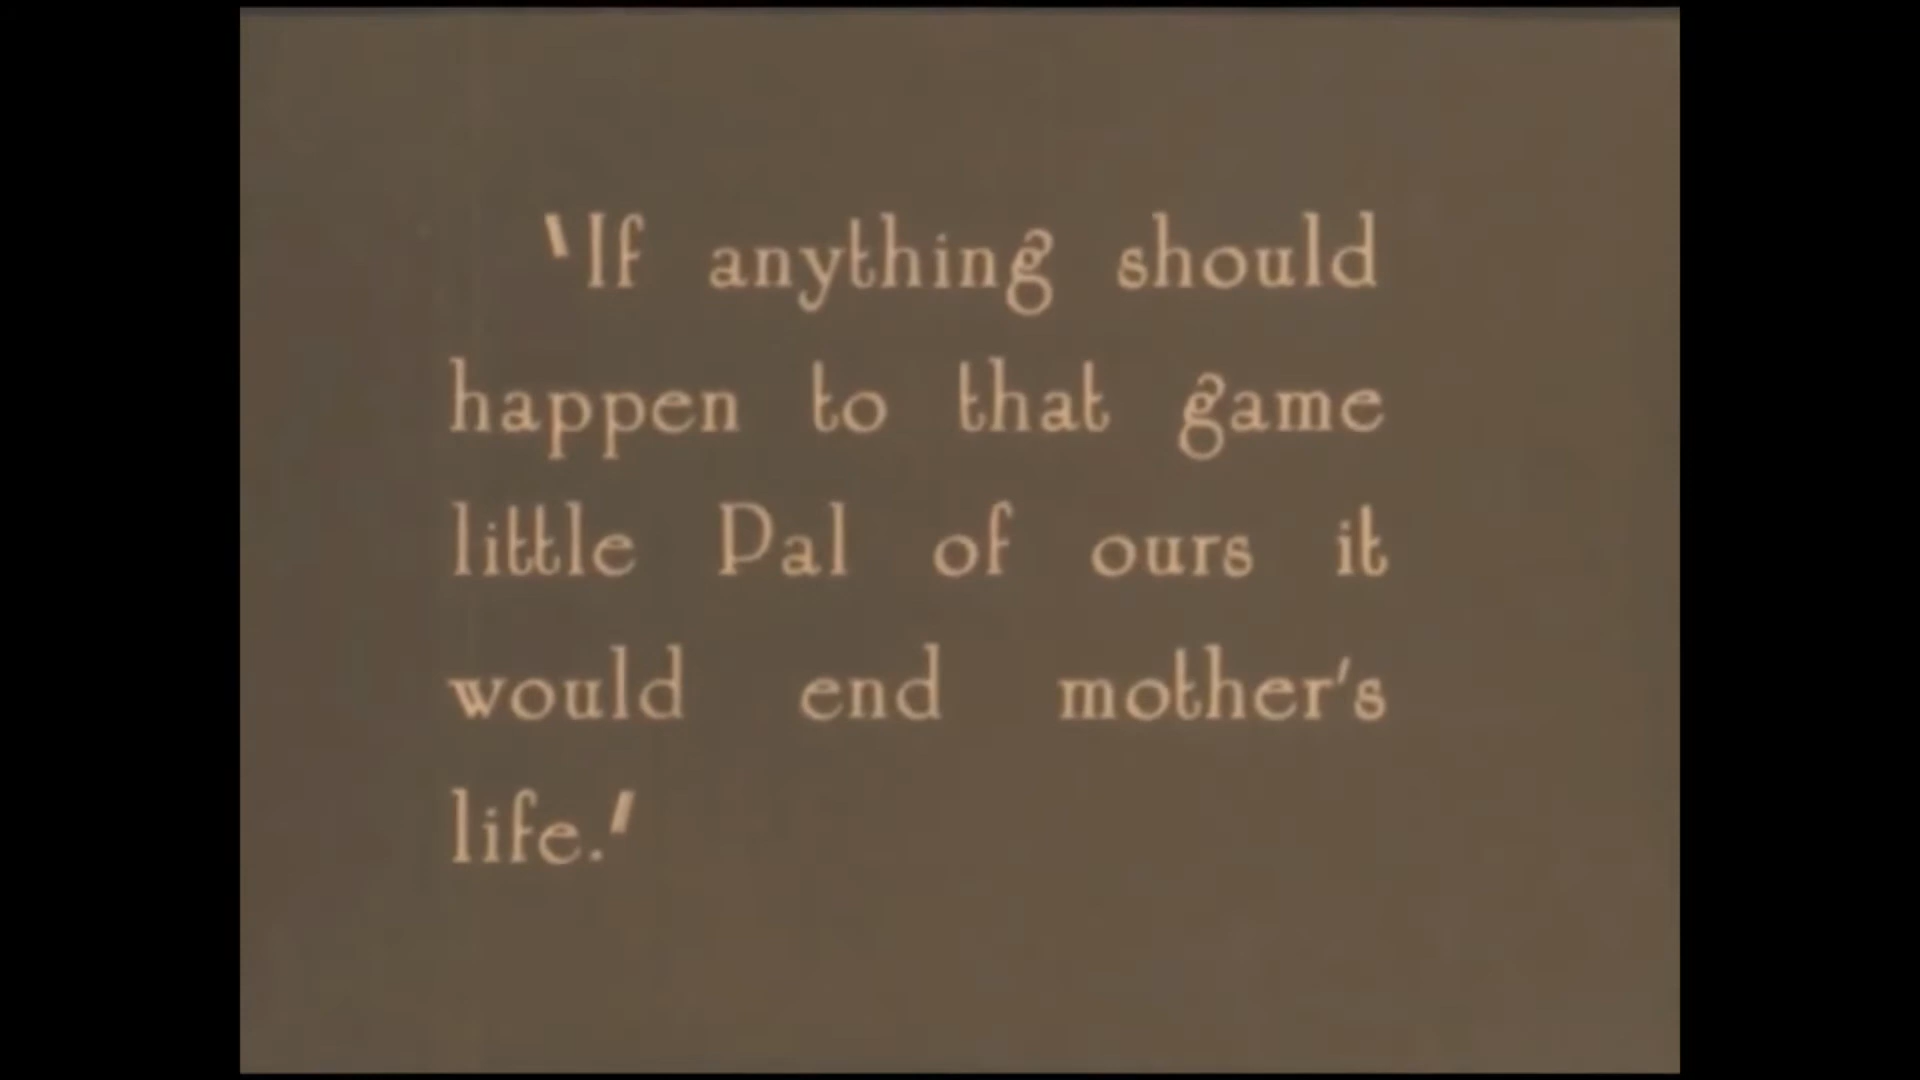 "If anything should
happen to that game
little Pal of ours it
would end mother's
life."